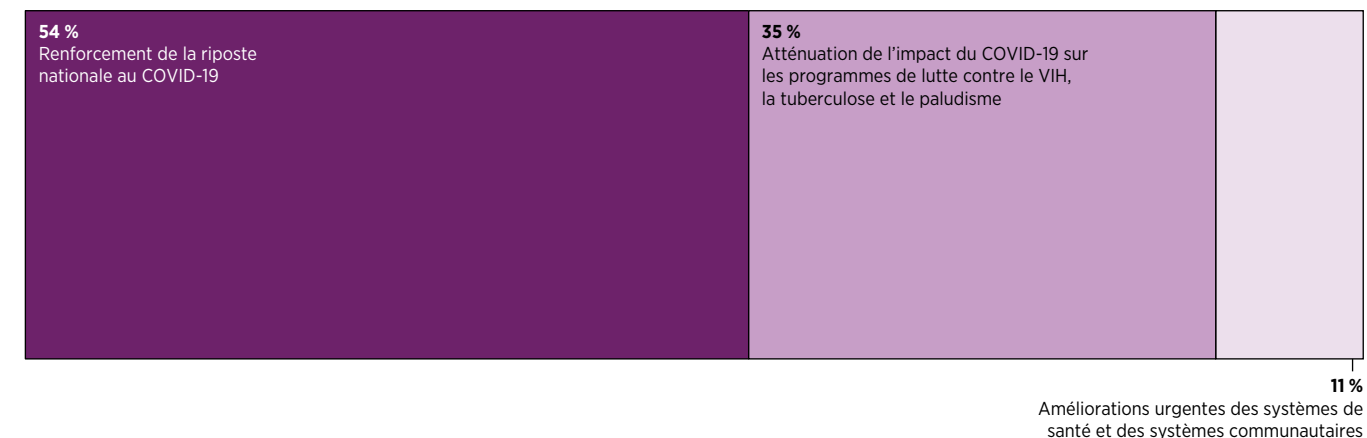 54 %
Renforcement de la riposte
nationale au COVID-19
35 %
Atténuation de l’impact du COVID-19 sur
les programmes de lutte contre le VIH,
la tuberculose et le paludisme
11 %
Améliorations urgentes des systèmes de
santé et des systèmes communautaires